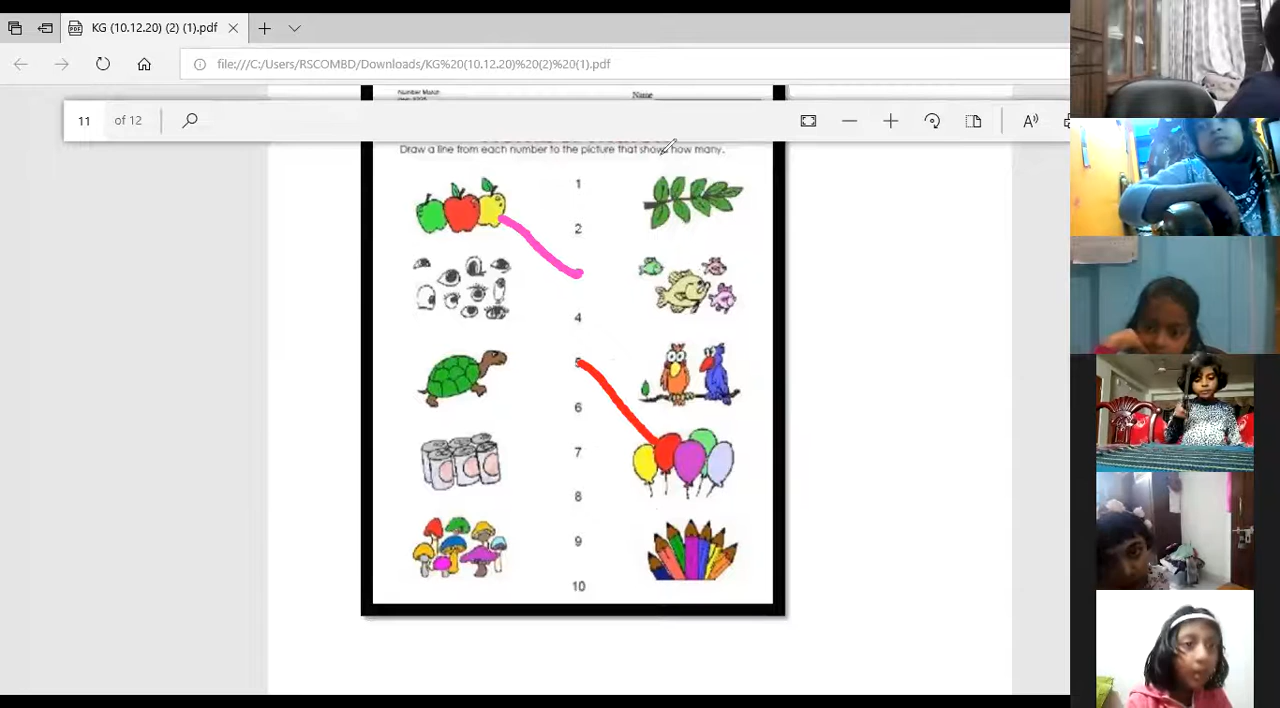 KG (10.12.20) (2) (1).pdf
file:///C:/Users/RSCOMBD/Downloads/KG%20(10.12.20)%20(2)%20(1).pdf
Number Match
Name
11 of 12
Draw a line from each number to the picture that shows how many.
1
2
4
5
6
7
8
9
10